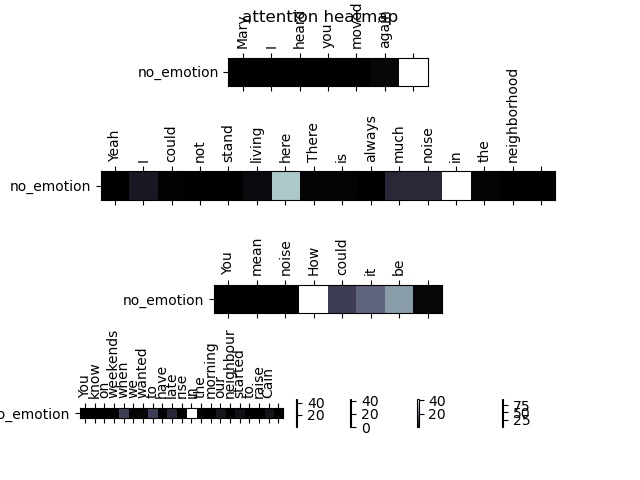 attention heatmap
Mary I heard you moved again
no_emotion
Yeah I could not stand living here There is always much noise in the neighborhood
no_emotion
You mean noise How could it be
no_emotion
You know on weekends when we wanted to have late rise in the morning our neighbour started to raise Cain
o_emotion
40
20
40
20
0
40
20
75
50
25